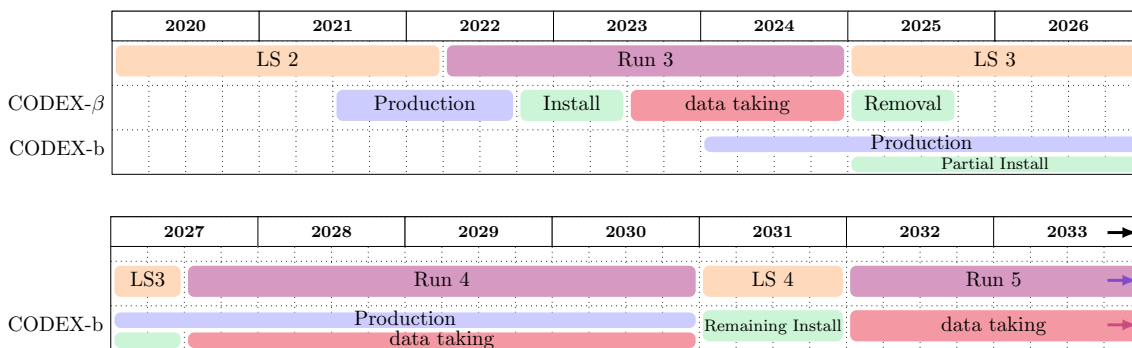 2020 2021 2022 2023 2024 2025 2026
LS 2 Run 3 LS 3
CODEX-β Production Install data taking Removal
CODEX-b Production
Partial Install
2027 2028 2029 2030 2031 2032 2033
LS3 Run 4 LS 4 Run 5
CODEX-b Production Remaining Install data taking
data taking